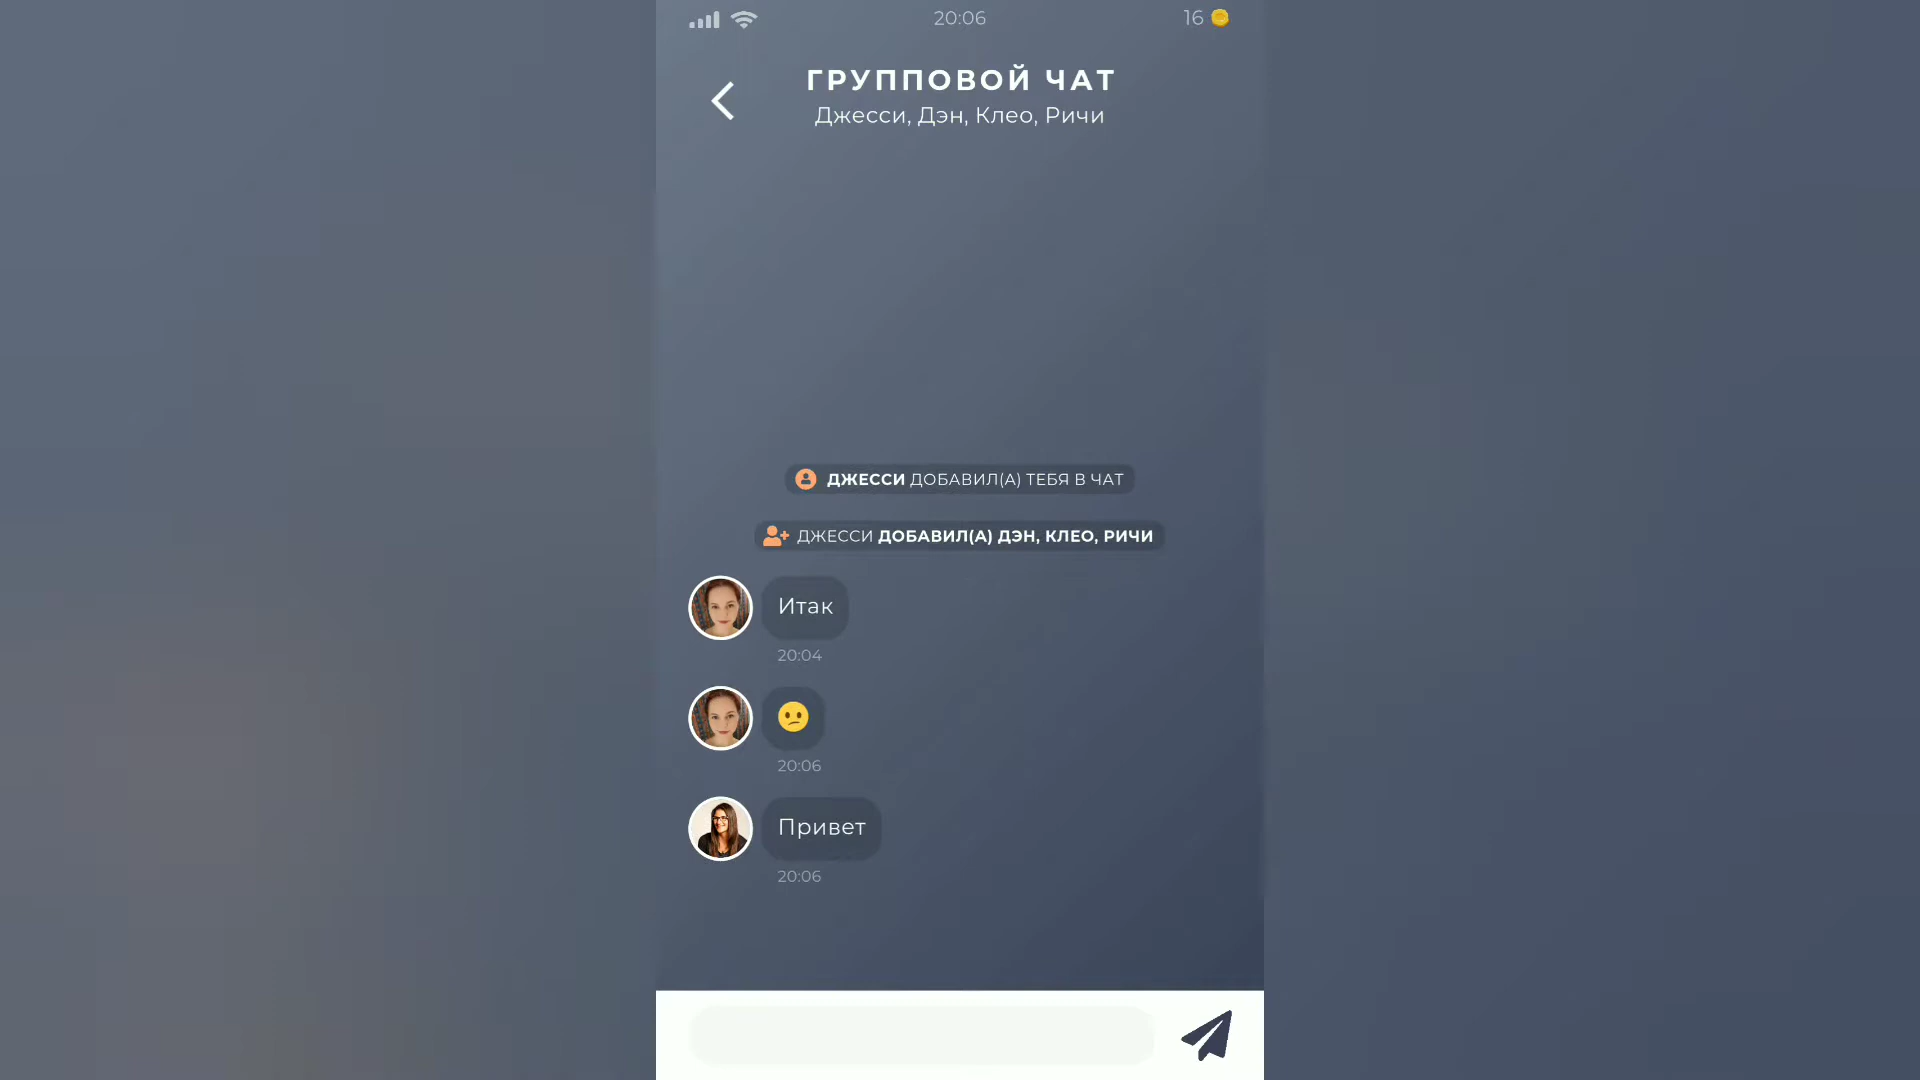 20:06
16
ГРУППОВОЙ ЧАТ
Джесси, Дэн, Клео, Ричи
ДЖЕССИ ДОБАВИЛ(А) ТЕБЯ В ЧАТ
ДЖЕССИ ДОБАВИЛ(А) ДЭН, КЛЕО, РИЧИ
Итак
20:04
20:06
Привет
20:06